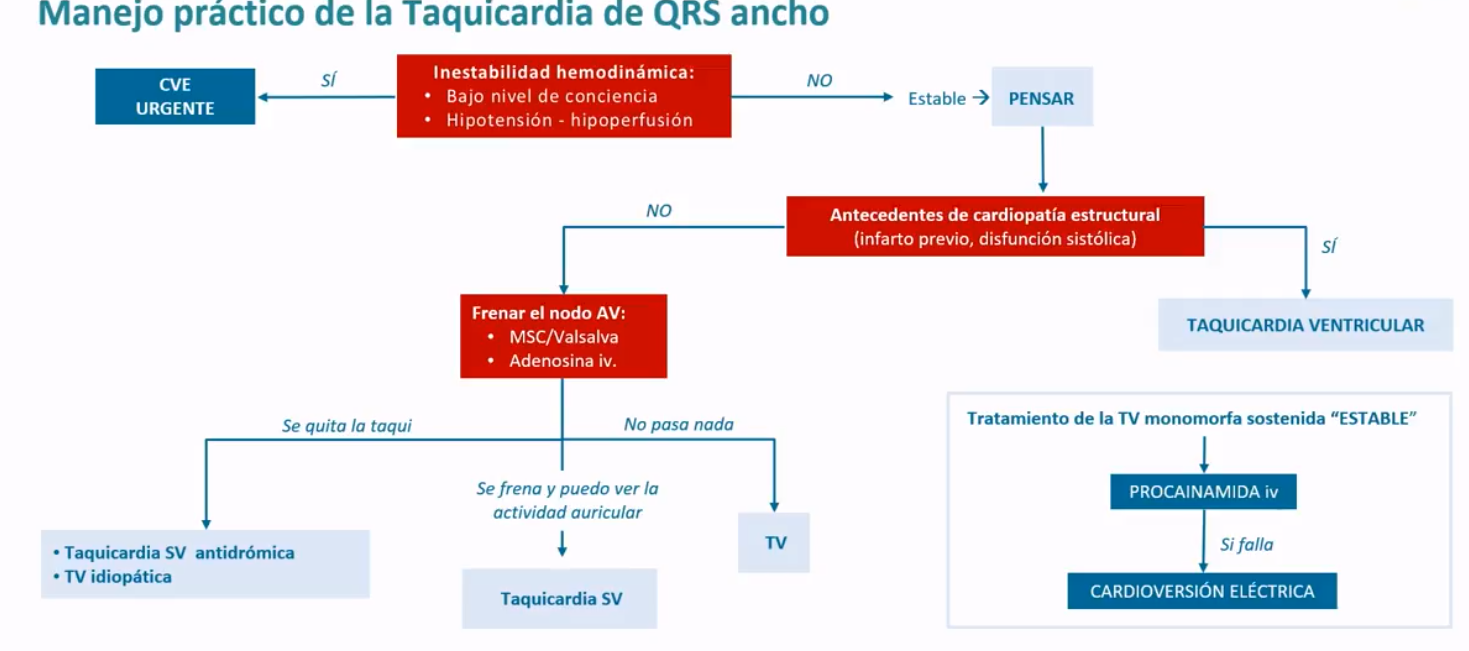 Manejo práctico de la Taquicardia de QRS ancho
CVE
URGENTE
SÍ
Inestabilidad hemodinámica:
• Bajo nivel de conciencia
• Hipotensión - hipoperfusión
NO
Estable →
PENSAR
NO
Antecedentes de cardiopatía estructural
(infarto previo, disfunción sistólica)
SÍ
Frenar el nodo AV:
• MSC/Valsalva
• Adenosina iv.
TAQUICARDIA VENTRICULAR
Se quita la taqui
No pasa nada
Se frena y puedo ver la
actividad auricular
• Taquicardia SV antidrómica
• TV idiopática
Taquicardia SV
TV
Tratamiento de la TV monomorfa sostenida “ESTABLE”
PROCAINAMIDA iv
Si falla
CARDIOVERSIÓN ELÉCTRICA